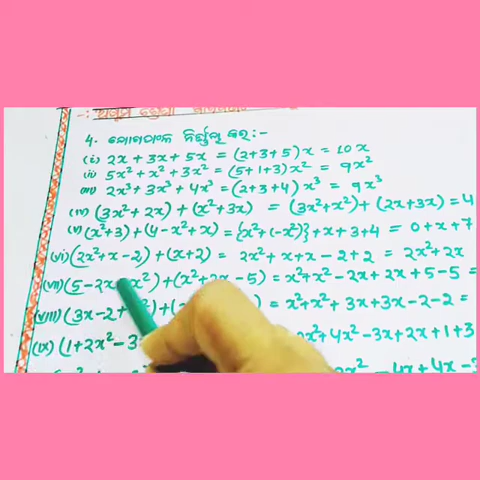 4. ଯୋଗଫଳ ନିର୍ଣ୍ଣୟ କର :-
(i) 2x + 3x + 5x = (2+3+5) x = 10x
(ii) 5x² + x² + 3x² = (5+1+3) x² = 9x²
(iii) 2x³ + 3x³ + 4x³ = (2+3+4) x³ = 9x³
(iv) (3x² + 2x) + (x² + 3x) = (3x² + x²) + (2x + 3x) = 4
(v) (x² + 3) + (4 - x² + x) = {x² + (-x²)} + x + 3 + 4 = 0 + x + 7
(vi) (2x² + x - 2) + (x + 2) = 2x² + x + x - 2 + 2 = 2x² + 2x
(vii) (5 - 2x x²) + (x² + 2x - 5) = x² + x² - 2x + 2x + 5 - 5 =
(viii) (3x - 2 + ²) + ( ) = x² + x² + 3x + 3x - 2 - 2 =
(ix) (1 + 2x² - 3 x² + 4x² - 3x + 2x + 1 + 3
x² - 4x + 4x - 3